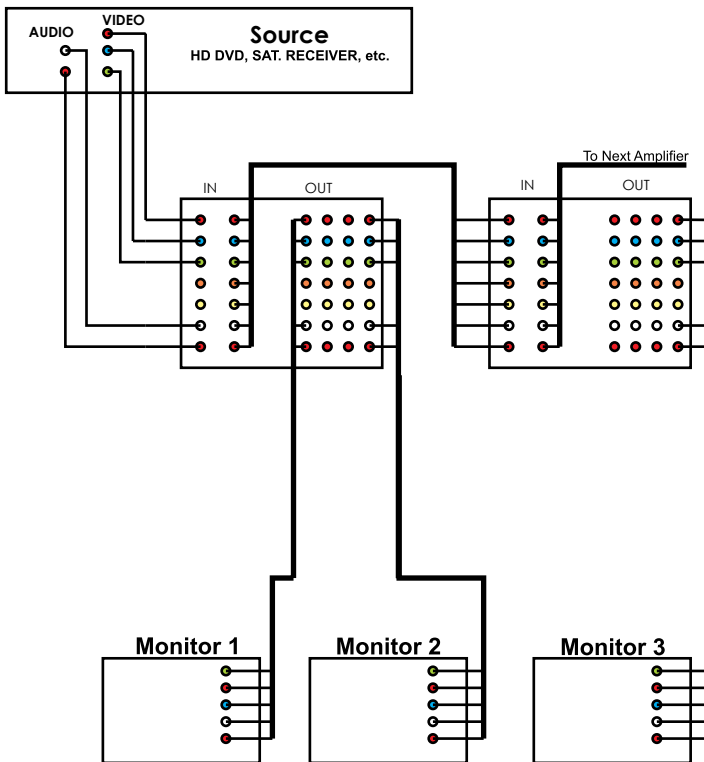 VIDEO
AUDIO
Source
HD DVD, SAT. RECEIVER, etc.
To Next Amplifier
IN OUT
IN OUT
Monitor 1
Monitor 2
Monitor 3